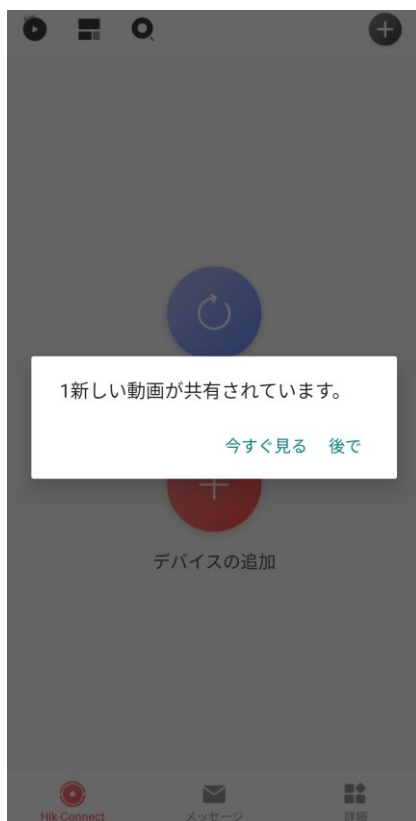 1新しい動画が共有されています。
今すぐ見る 後で
デバイスの追加
Hik-Connect メッセージ 詳細